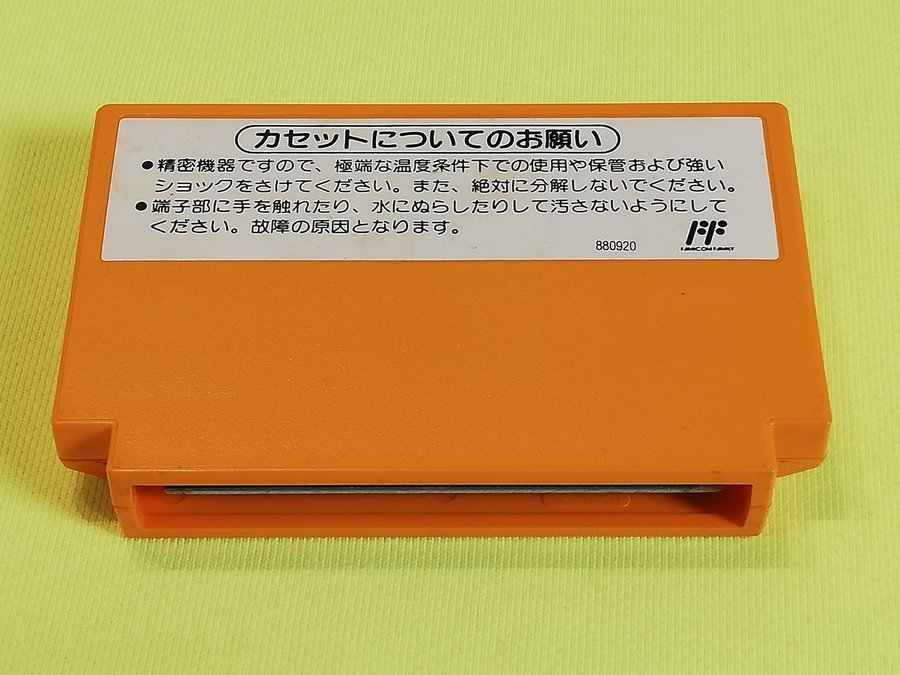 カセットについてのお願い
●精密機器ですので、極端な温度条件下での使用や保管および強い
ショックをさけてください。また、絶対に分解しないでください。
●端子部に手を触れたり、水にぬらしたりして汚さないようにして
ください。故障の原因となります。
880920
FF
FAMICOM FAMILY